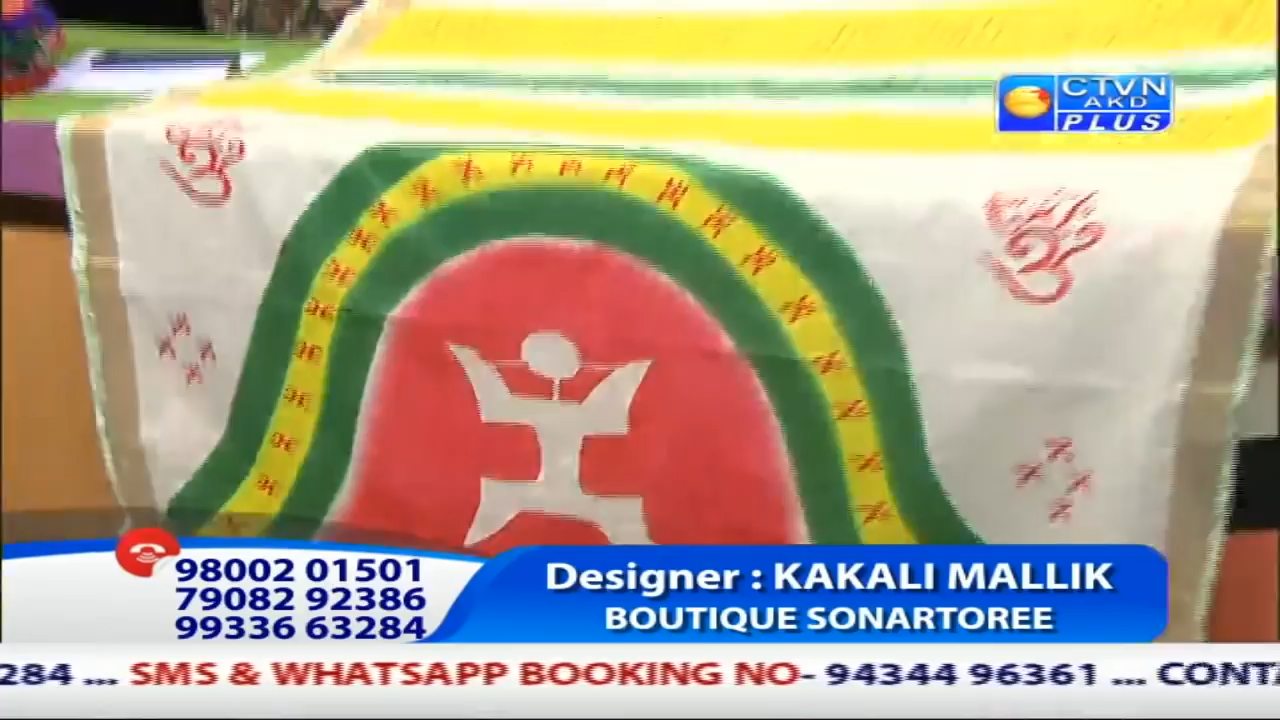 CTVN
AKD
PLUS
98002 01501
79082 92386
99336 63284
Designer : KAKALI MALLIK
BOUTIQUE SONARTOREE
284 ... SMS & WHATSAPP BOOKING NO- 94344 96361 ...